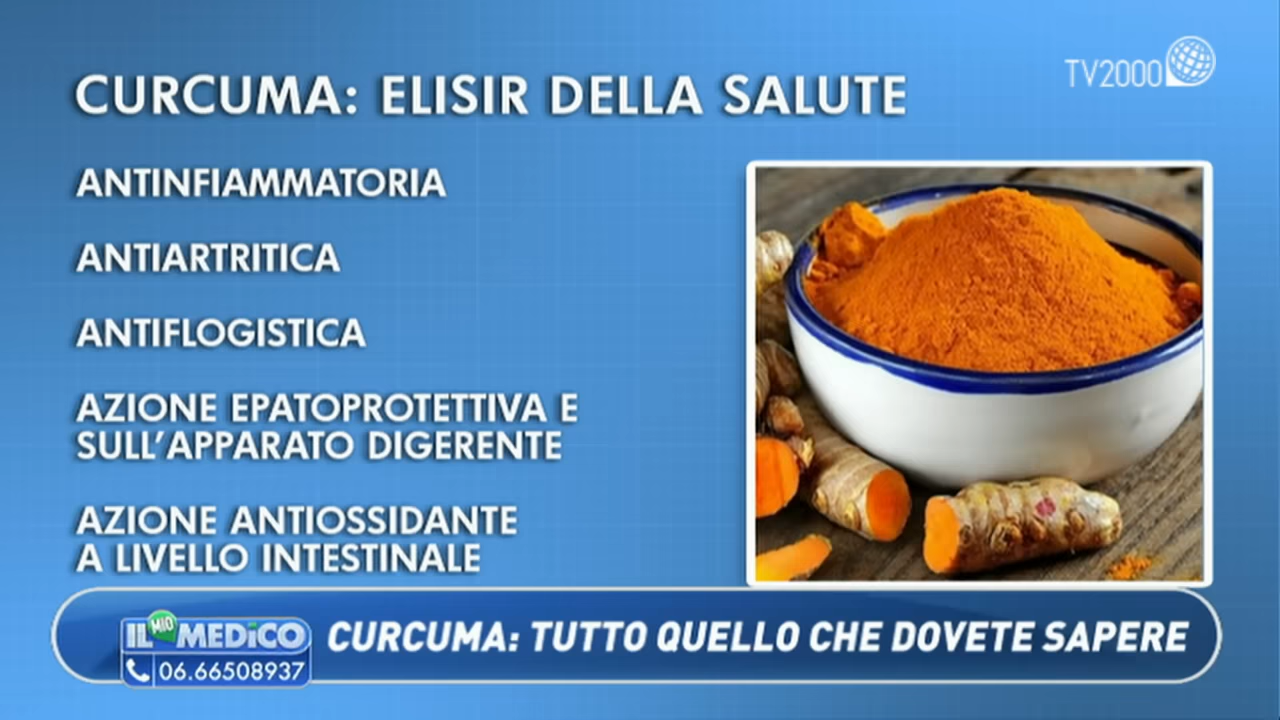 TV2000
CURCUMA: ELISIR DELLA SALUTE
ANTINFIAMMATORIA
ANTIARTRITICA
ANTIFLOGISTICA
AZIONE EPATOPROTETTIVA E
SULL'APPARATO DIGERENTE
AZIONE ANTIOSSIDANTE
A LIVELLO INTESTINALE
IL MIO MEDICO
06.66508937
CURCUMA: TUTTO QUELLO CHE DOVETE SAPERE